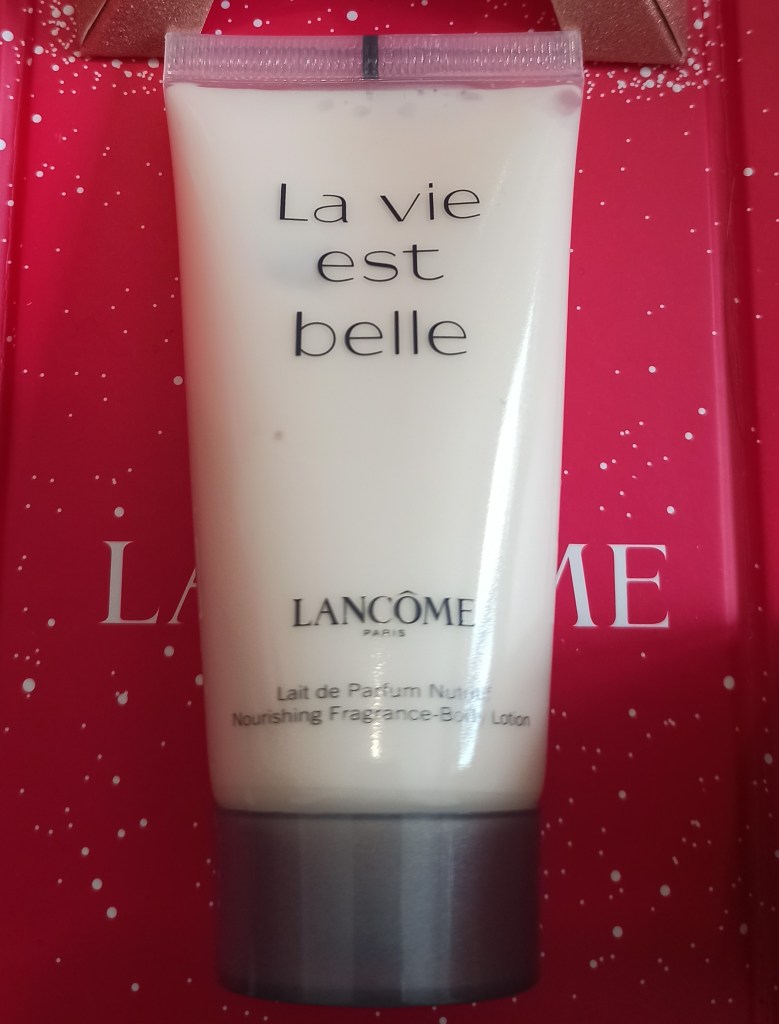 La vie
est
belle
LANCÔME
PARIS
Lait de Parfum Nutritif
Nourishing Fragrance-Body Lotion